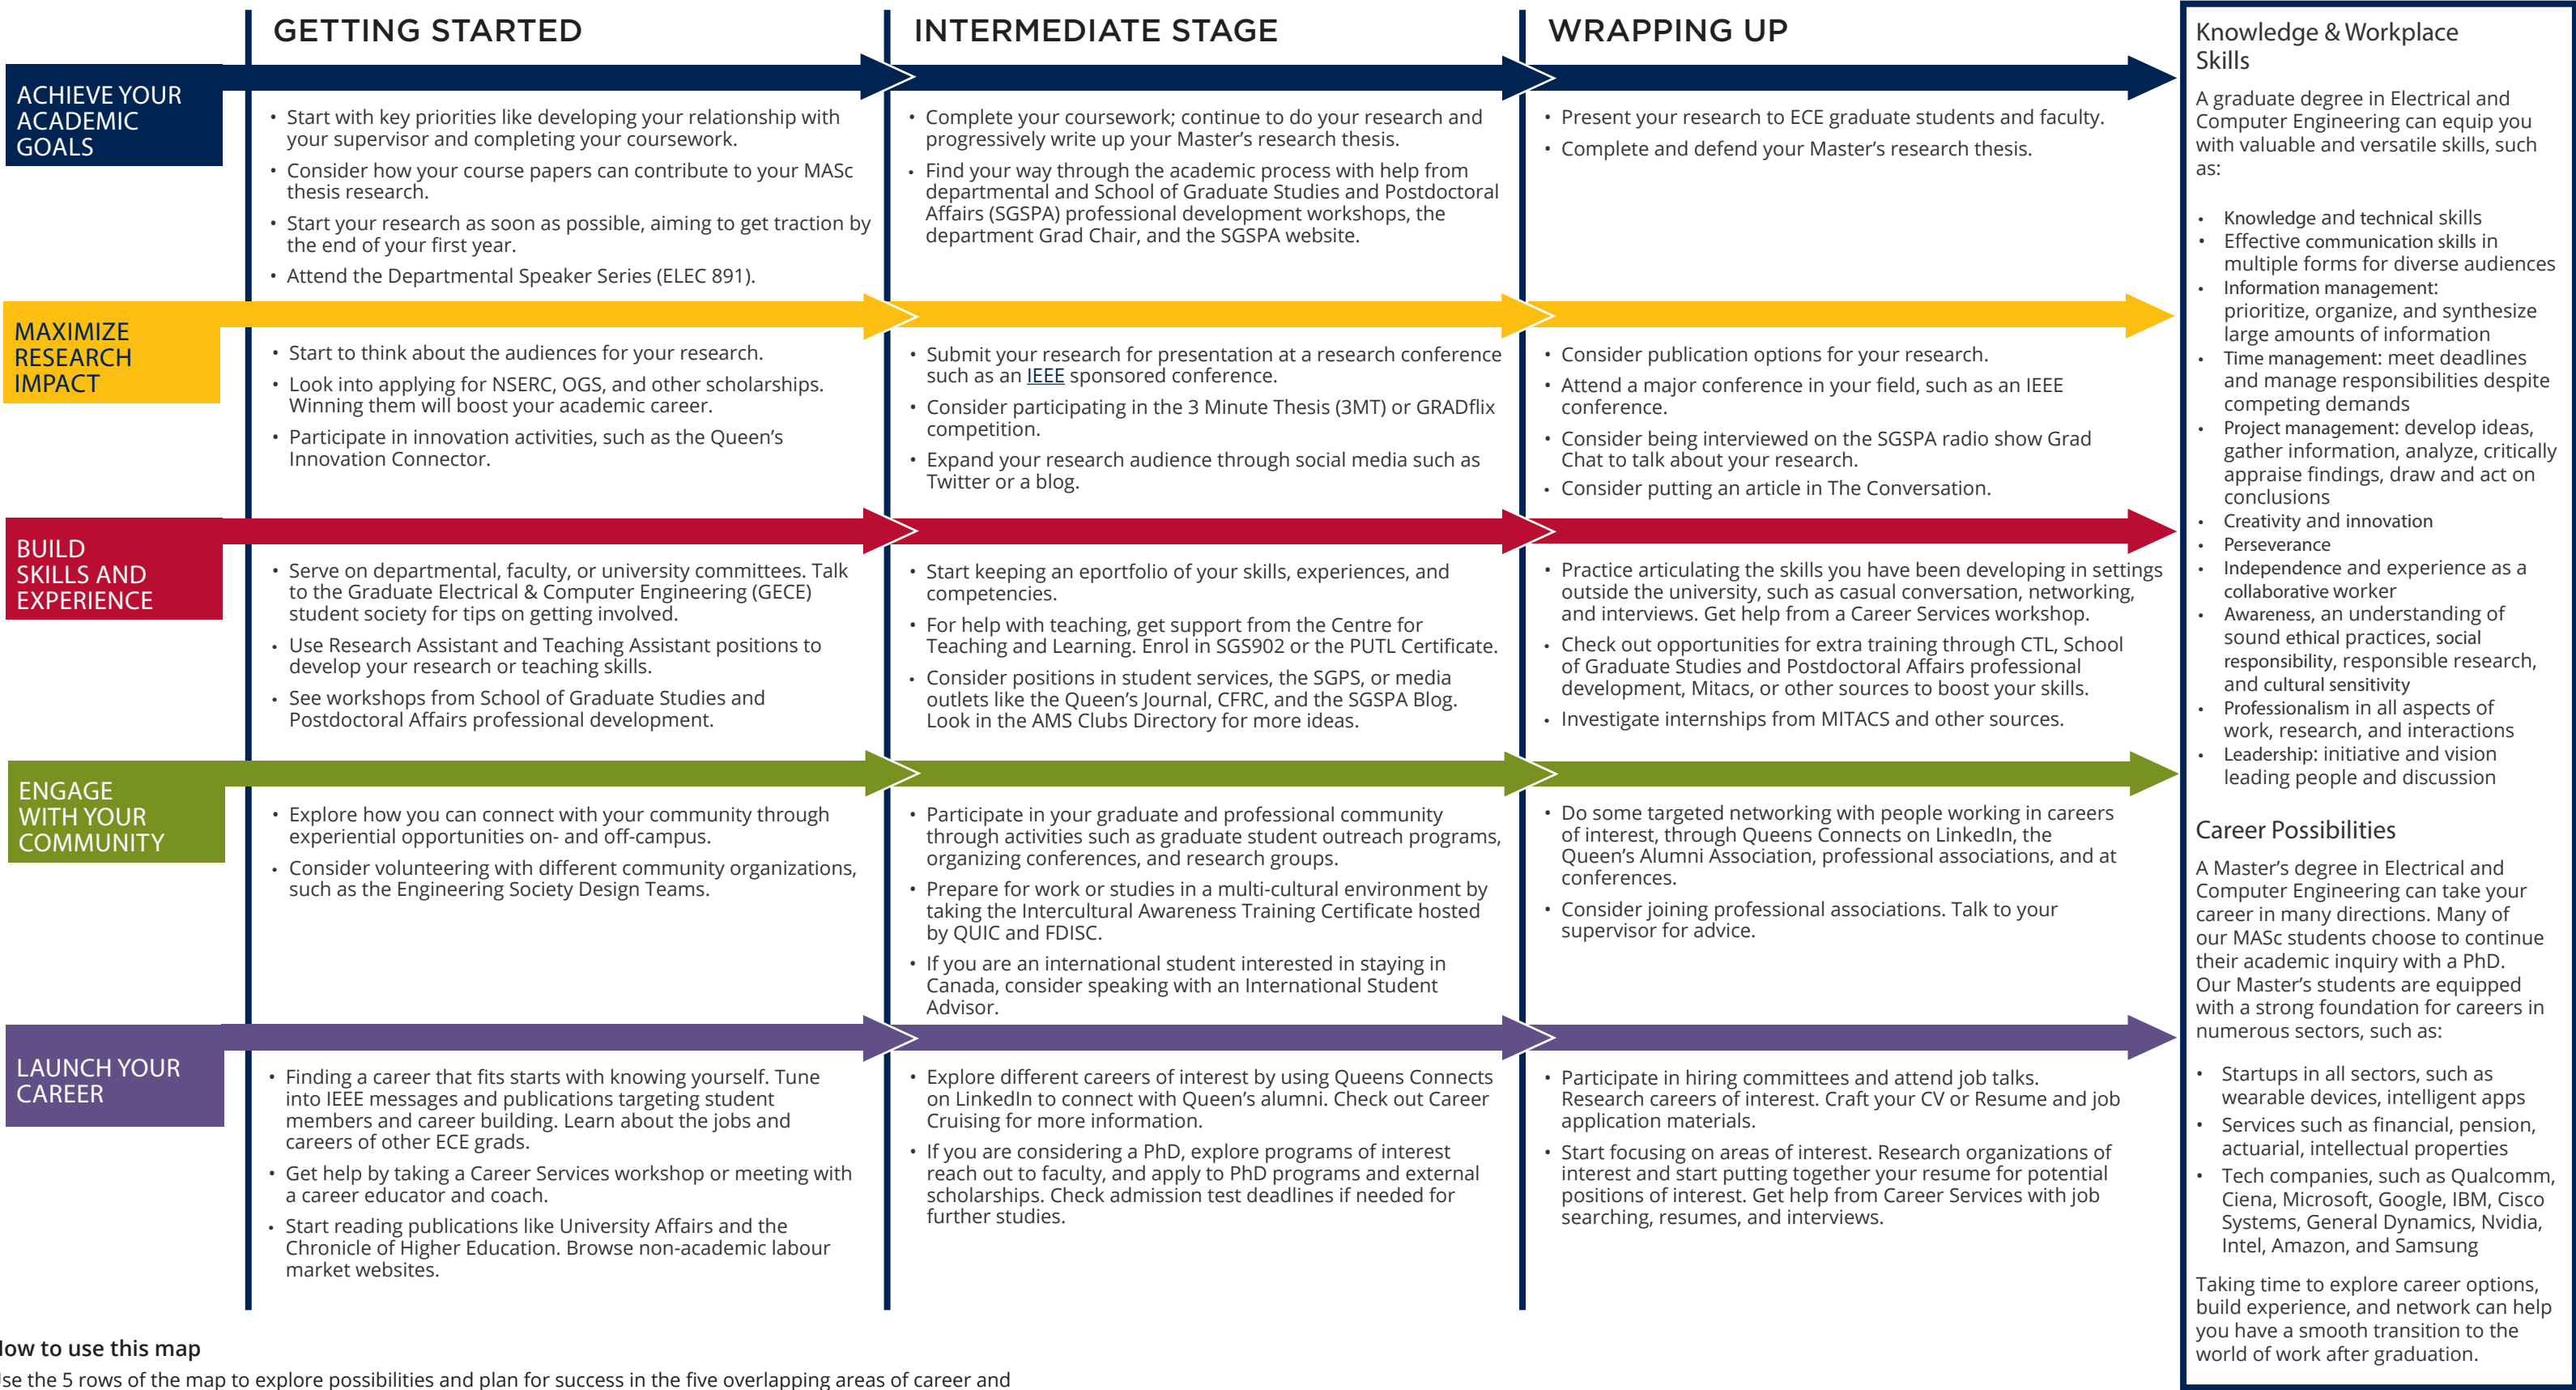 GETTING STARTED
INTERMEDIATE STAGE
WRAPPING UP
ACHIEVE YOUR
ACADEMIC
GOALS
• Start with key priorities like developing your relationship with
your supervisor and completing your coursework.
• Consider how your course papers can contribute to your MASc
thesis research.
• Start your research as soon as possible, aiming to get traction by
the end of your first year.
• Attend the Departmental Speaker Series (ELEC 891).
• Complete your coursework; continue to do your research and
progressively write up your Master’s research thesis.
• Find your way through the academic process with help from
departmental and School of Graduate Studies and Postdoctoral
Affairs (SGSPA) professional development workshops, the
department Grad Chair, and the SGSPA website.
• Present your research to ECE graduate students and faculty.
• Complete and defend your Master’s research thesis.
MAXIMIZE
RESEARCH
IMPACT
• Start to think about the audiences for your research.
• Look into applying for NSERC, OGS, and other scholarships.
Winning them will boost your academic career.
• Participate in innovation activities, such as the Queen’s
Innovation Connector.
• Submit your research for presentation at a research conference
such as an IEEE sponsored conference.
• Consider participating in the 3 Minute Thesis (3MT) or GRADflix
competition.
• Expand your research audience through social media such as
Twitter or a blog.
• Consider publication options for your research.
• Attend a major conference in your field, such as an IEEE
conference.
• Consider being interviewed on the SGSPA radio show Grad
Chat to talk about your research.
• Consider putting an article in The Conversation.
BUILD
SKILLS AND
EXPERIENCE
• Serve on departmental, faculty, or university committees. Talk
to the Graduate Electrical & Computer Engineering (GECE)
student society for tips on getting involved.
• Use Research Assistant and Teaching Assistant positions to
develop your research or teaching skills.
• See workshops from School of Graduate Studies and
Postdoctoral Affairs professional development.
• Start keeping an eportfolio of your skills, experiences, and
competencies.
• For help with teaching, get support from the Centre for
Teaching and Learning. Enrol in SGS902 or the PUTL Certificate.
• Consider positions in student services, the SGPS, or media
outlets like the Queen’s Journal, CFRC, and the SGSPA Blog.
Look in the AMS Clubs Directory for more ideas.
• Practice articulating the skills you have been developing in settings
outside the university, such as casual conversation, networking,
and interviews. Get help from a Career Services workshop.
• Check out opportunities for extra training through CTL, School
of Graduate Studies and Postdoctoral Affairs professional
development, Mitacs, or other sources to boost your skills.
• Investigate internships from MITACS and other sources.
ENGAGE
WITH YOUR
COMMUNITY
• Explore how you can connect with your community through
experiential opportunities on- and off-campus.
• Consider volunteering with different community organizations,
such as the Engineering Society Design Teams.
• Participate in your graduate and professional community
through activities such as graduate student outreach programs,
organizing conferences, and research groups.
• Prepare for work or studies in a multi-cultural environment by
taking the Intercultural Awareness Training Certificate hosted
by QUIC and FDISC.
• If you are an international student interested in staying in
Canada, consider speaking with an International Student
Advisor.
• Do some targeted networking with people working in careers
of interest, through Queens Connects on LinkedIn, the
Queen’s Alumni Association, professional associations, and at
conferences.
• Consider joining professional associations. Talk to your
supervisor for advice.
LAUNCH YOUR
CAREER
• Finding a career that fits starts with knowing yourself. Tune
into IEEE messages and publications targeting student
members and career building. Learn about the jobs and
careers of other ECE grads.
• Get help by taking a Career Services workshop or meeting with
a career educator and coach.
• Start reading publications like University Affairs and the
Chronicle of Higher Education. Browse non-academic labour
market websites.
• Explore different careers of interest by using Queens Connects
on LinkedIn to connect with Queen’s alumni. Check out Career
Cruising for more information.
• If you are considering a PhD, explore programs of interest
reach out to faculty, and apply to PhD programs and external
scholarships. Check admission test deadlines if needed for
further studies.
• Participate in hiring committees and attend job talks.
Research careers of interest. Craft your CV or Resume and job
application materials.
• Start focusing on areas of interest. Research organizations of
interest and start putting together your resume for potential
positions of interest. Get help from Career Services with job
searching, resumes, and interviews.
Knowledge & Workplace
Skills
A graduate degree in Electrical and
Computer Engineering can equip you
with valuable and versatile skills, such
as:
• Knowledge and technical skills
• Effective communication skills in
multiple forms for diverse audiences
• Information management:
prioritize, organize, and synthesize
large amounts of information
• Time management: meet deadlines
and manage responsibilities despite
competing demands
• Project management: develop ideas,
gather information, analyze, critically
appraise findings, draw and act on
conclusions
• Creativity and innovation
• Perseverance
• Independence and experience as a
collaborative worker
• Awareness, an understanding of
sound ethical practices, social
responsibility, responsible research,
and cultural sensitivity
• Professionalism in all aspects of
work, research, and interactions
• Leadership: initiative and vision
leading people and discussion
Career Possibilities
A Master’s degree in Electrical and
Computer Engineering can take your
career in many directions. Many of
our MASc students choose to continue
their academic inquiry with a PhD.
Our Master’s students are equipped
with a strong foundation for careers in
numerous sectors, such as:
• Startups in all sectors, such as
wearable devices, intelligent apps
• Services such as financial, pension,
actuarial, intellectual properties
• Tech companies, such as Qualcomm,
Ciena, Microsoft, Google, IBM, Cisco
Systems, General Dynamics, Nvidia,
Intel, Amazon, and Samsung
Taking time to explore career options,
build experience, and network can help
you have a smooth transition to the
world of work after graduation.
to use this map
the 5 rows of the map to explore possibilities and plan for success in the five overlapping areas of career and